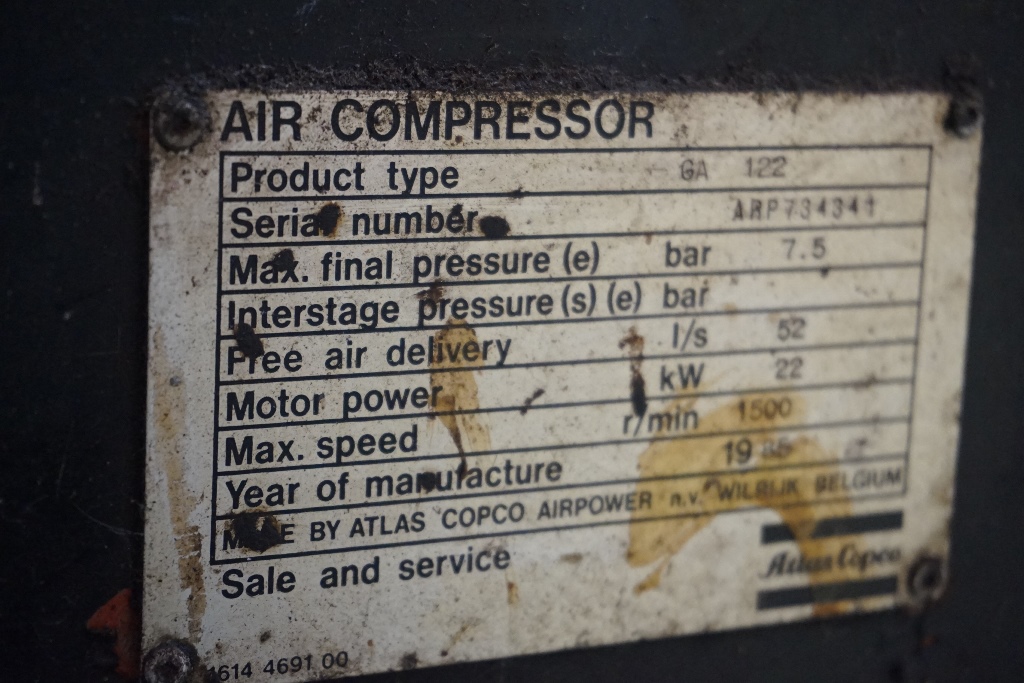 AIR COMPRESSOR
Product type GA 122
Serial number ARP734341
Max. final pressure (e) bar 7.5
Interstage pressure (s) (e) bar
Free air delivery l/s 52
Motor power kW 22
Max. speed r/min 1500
Year of manufacture 19
MADE BY ATLAS COPCO AIRPOWER n.v. WILRIJK BELGIUM
Sale and service
Atlas Copco
1614 4691 00